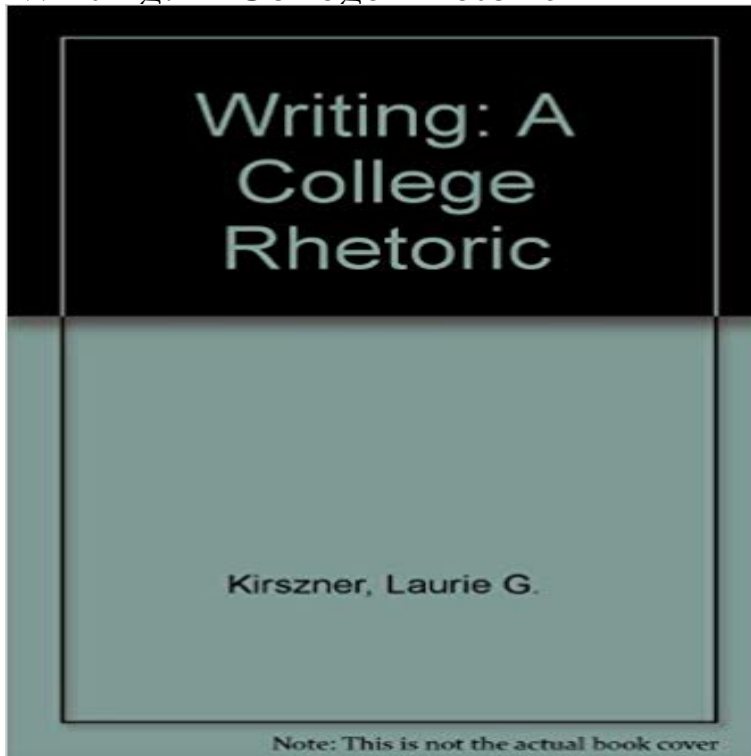 Writing: A
College
Rhetoric
Kirszner, Laurie G.
Note: This is not the actual book cover